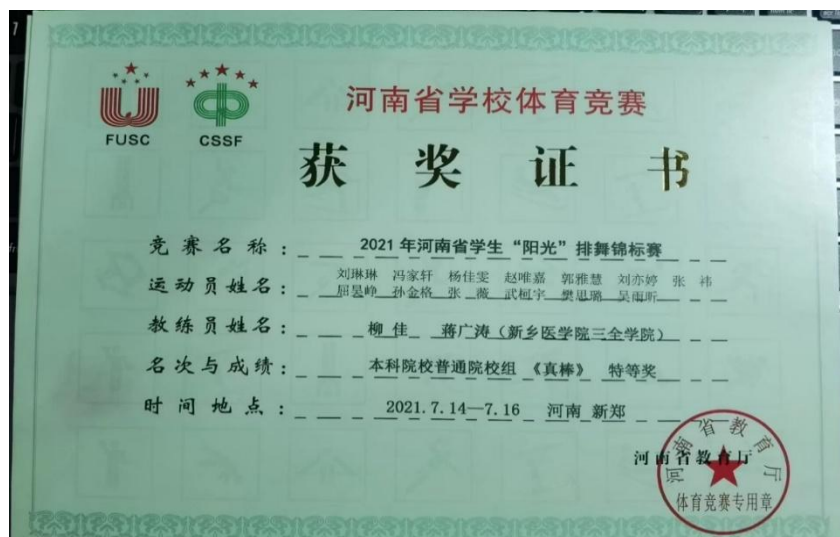 FUSC CSSF
河南省学校体育竞赛
获奖证书
竞赛名称：2021年河南省学生“阳光”排舞锦标赛
运动员姓名：刘琳琳 冯家轩 杨佳雯 赵唯嘉 郭雅慧 刘亦婷 张祎
屈昊峥 孙金格 张薇 武柯宇 樊思璐 吴雨昕
教练员姓名：柳佳 蒋广涛（新乡医学院三全学院）
名次与成绩：本科院校普通院校组 《真棒》 特等奖
时间地点：2021.7.14—7.16 河南 新郑
河南省教育厅
河南省教育厅
体育竞赛专用章